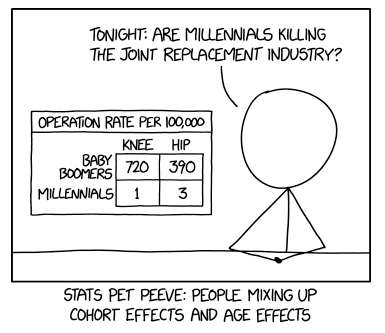 TONIGHT: ARE MILLENNIALS KILLING
THE JOINT REPLACEMENT INDUSTRY?
OPERATION RATE PER 100,000
KNEE HIP
BABY BOOMERS 720 390
MILLENNIALS 1 3
STATS PET PEEVE: PEOPLE MIXING UP
COHORT EFFECTS AND AGE EFFECTS